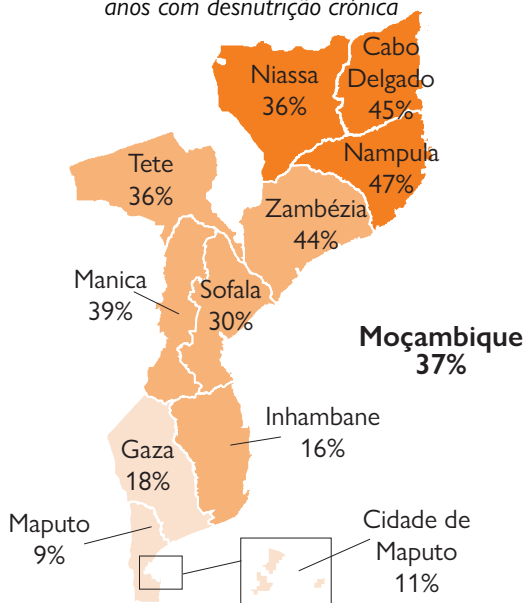 anos com desnutrição crónica
Cabo
Delgado
45%
Niassa
36%
Nampula
47%
Tete
36%
Zambézia
44%
Manica
39%
Sofala
30%
Moçambique
37%
Inhambane
16%
Gaza
18%
Maputo
9%
Cidade de
Maputo
11%